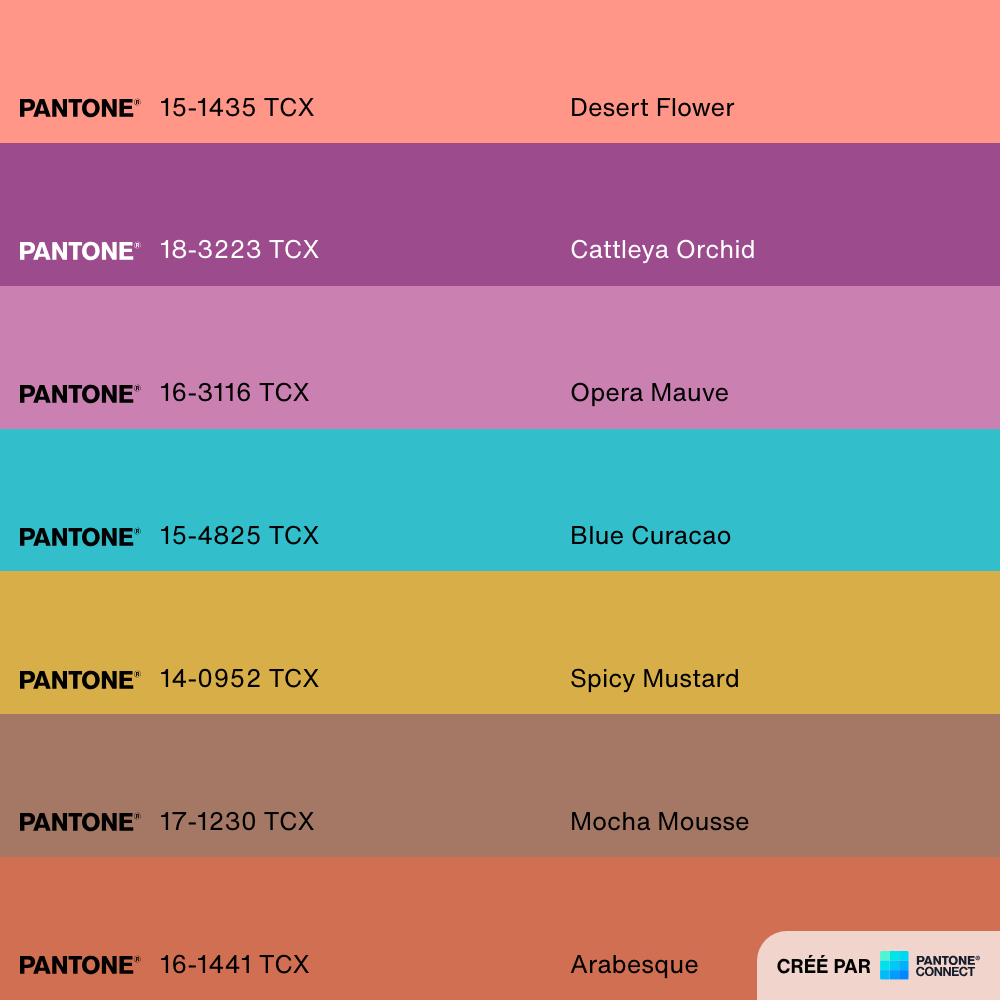 PANTONE® 15-1435 TCX Desert Flower
PANTONE® 18-3223 TCX Cattleya Orchid
PANTONE® 16-3116 TCX Opera Mauve
PANTONE® 15-4825 TCX Blue Curacao
PANTONE® 14-0952 TCX Spicy Mustard
PANTONE® 17-1230 TCX Mocha Mousse
PANTONE® 16-1441 TCX Arabesque
CRÉÉ PAR PANTONE®
CONNECT